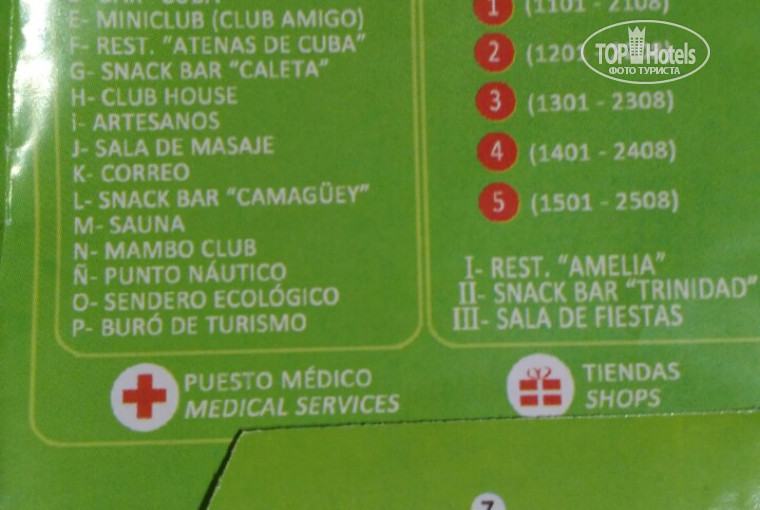 E- MINICLUB (CLUB AMIGO)
F- REST. "ATENAS DE CUBA"
G- SNACK BAR "CALETA"
H- CLUB HOUSE
i- ARTESANOS
J- SALA DE MASAJE
K- CORREO
L- SNACK BAR "CAMAGÜEY"
M- SAUNA
N- MAMBO CLUB
Ñ- PUNTO NÁUTICO
O- SENDERO ECOLÓGICO
P- BURÓ DE TURISMO
1 (1101 - 2108)
2 (1201
3 (1301 - 2308)
4 (1401 - 2408)
5 (1501 - 2508)
I- REST. "AMELIA"
II- SNACK BAR "TRINIDAD"
III- SALA DE FIESTAS
PUESTO MÉDICO
MEDICAL SERVICES
TIENDAS
SHOPS
7
TOP Hotels
ФОТО ТУРИСТА